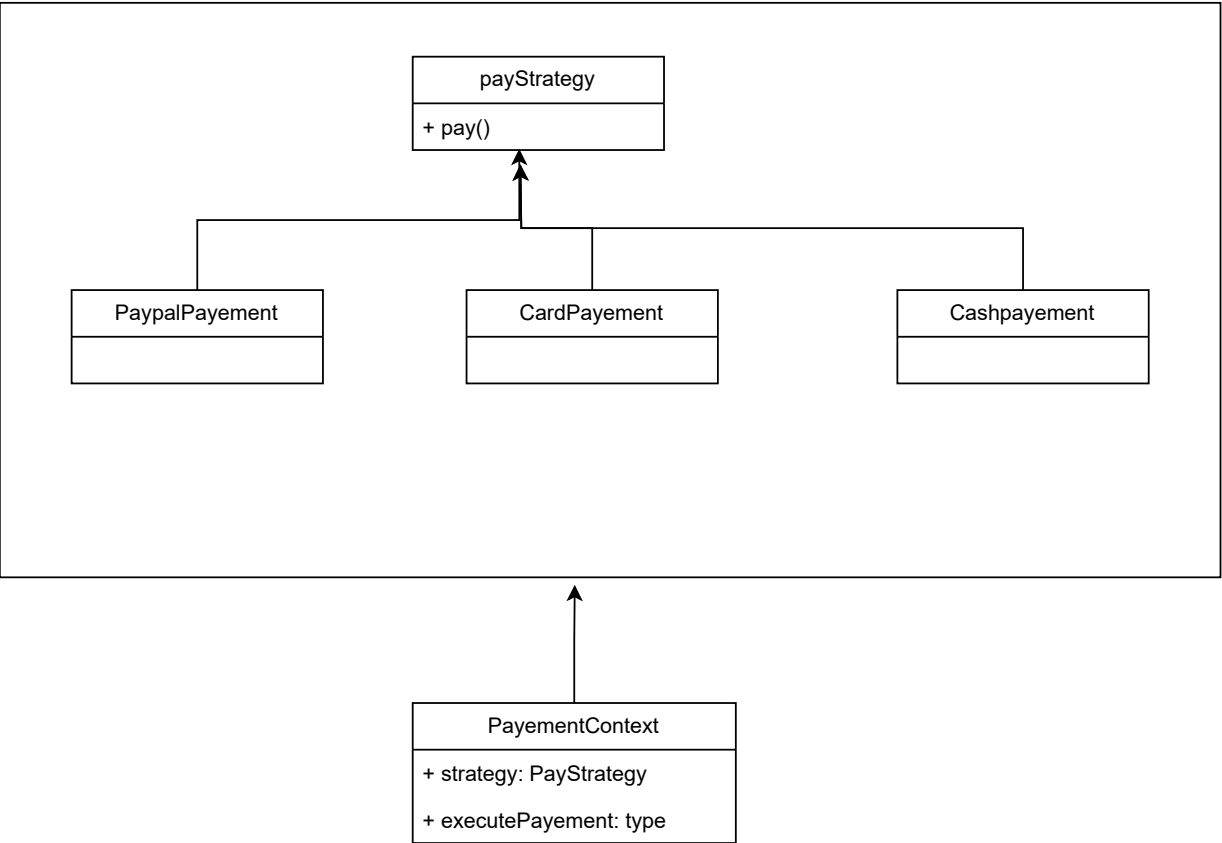 payStrategy
+ pay()
PaypalPayement
CardPayement
Cashpayement
PayementContext
+ strategy: PayStrategy
+ executePayement: type